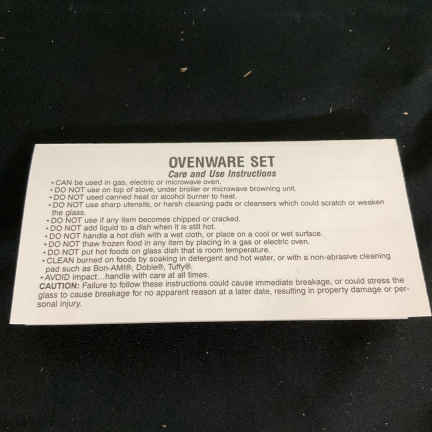 OVENWARE SET
Care and Use Instructions
• CAN be used in gas, electric or microwave oven.
• DO NOT use on top of stove, under broiler or microwave browning unit.
• DO NOT used canned heat or alcohol burner to heat.
• DO NOT use sharp utensils, or harsh cleaning pads or cleansers which could scratch or weaken
the glass.
• DO NOT use if any item becomes chipped or cracked.
• DO NOT add liquid to a dish when it is still hot.
• DO NOT handle a hot dish with a wet cloth, or place on a cool or wet surface.
• DO NOT thaw frozen food in any item by placing in a gas or electric oven.
• DO NOT put hot foods on glass dish that is room temperature.
• CLEAN burned on foods by soaking in detergent and hot water, or with a non-abrasive cleaning
pad such as Bon-AMI®, Dobie®, Tuffy®.
• AVOID impact...handle with care at all times.
CAUTION: Failure to follow these instructions could cause immediate breakage, or could stress the
glass to cause breakage for no apparent reason at a later date, resulting in property damage or per-
sonal injury.